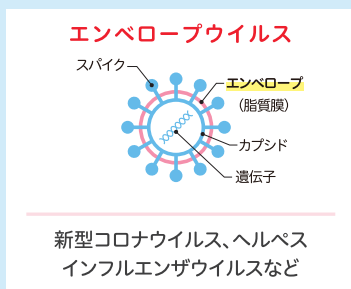 エンベロープウイルス
スパイク
エンベロープ
（脂質膜）
カプシド
遺伝子
新型コロナウイルス、ヘルペス
インフルエンザウイルスなど